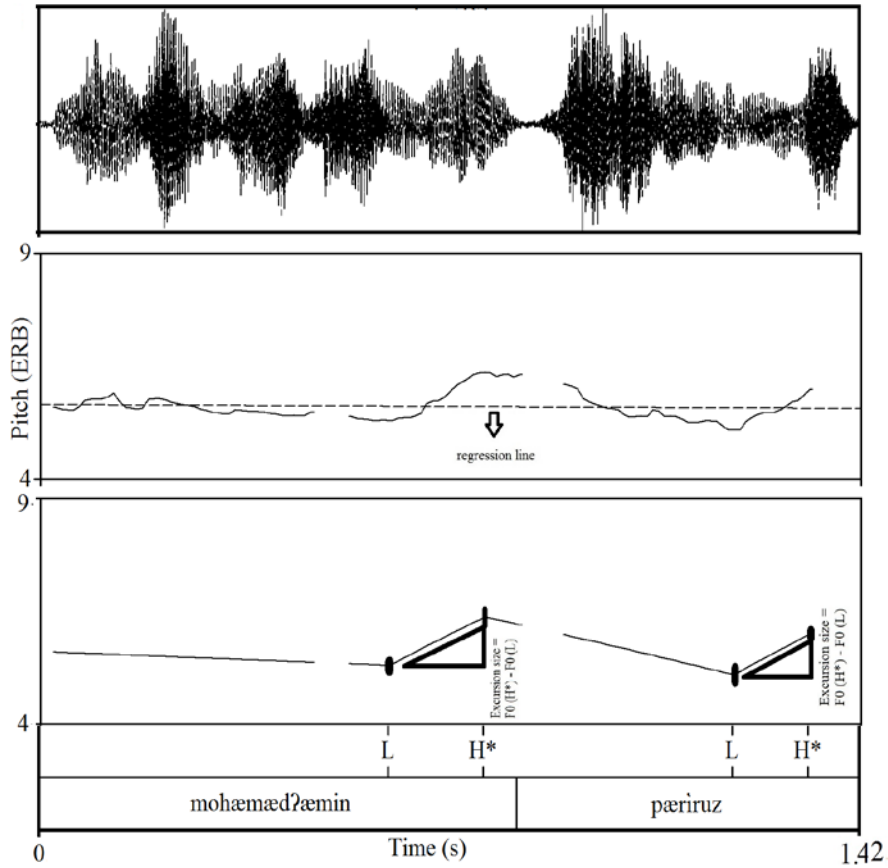 9
Pitch (ERB)
regression line
4
9
Excursion size =
F0 (H*) - F0 (L)
Excursion size =
F0 (H*) - F0 (L)
4
L H* L H*
mohæmædʔæmin pæriruz
0 Time (s) 1.42